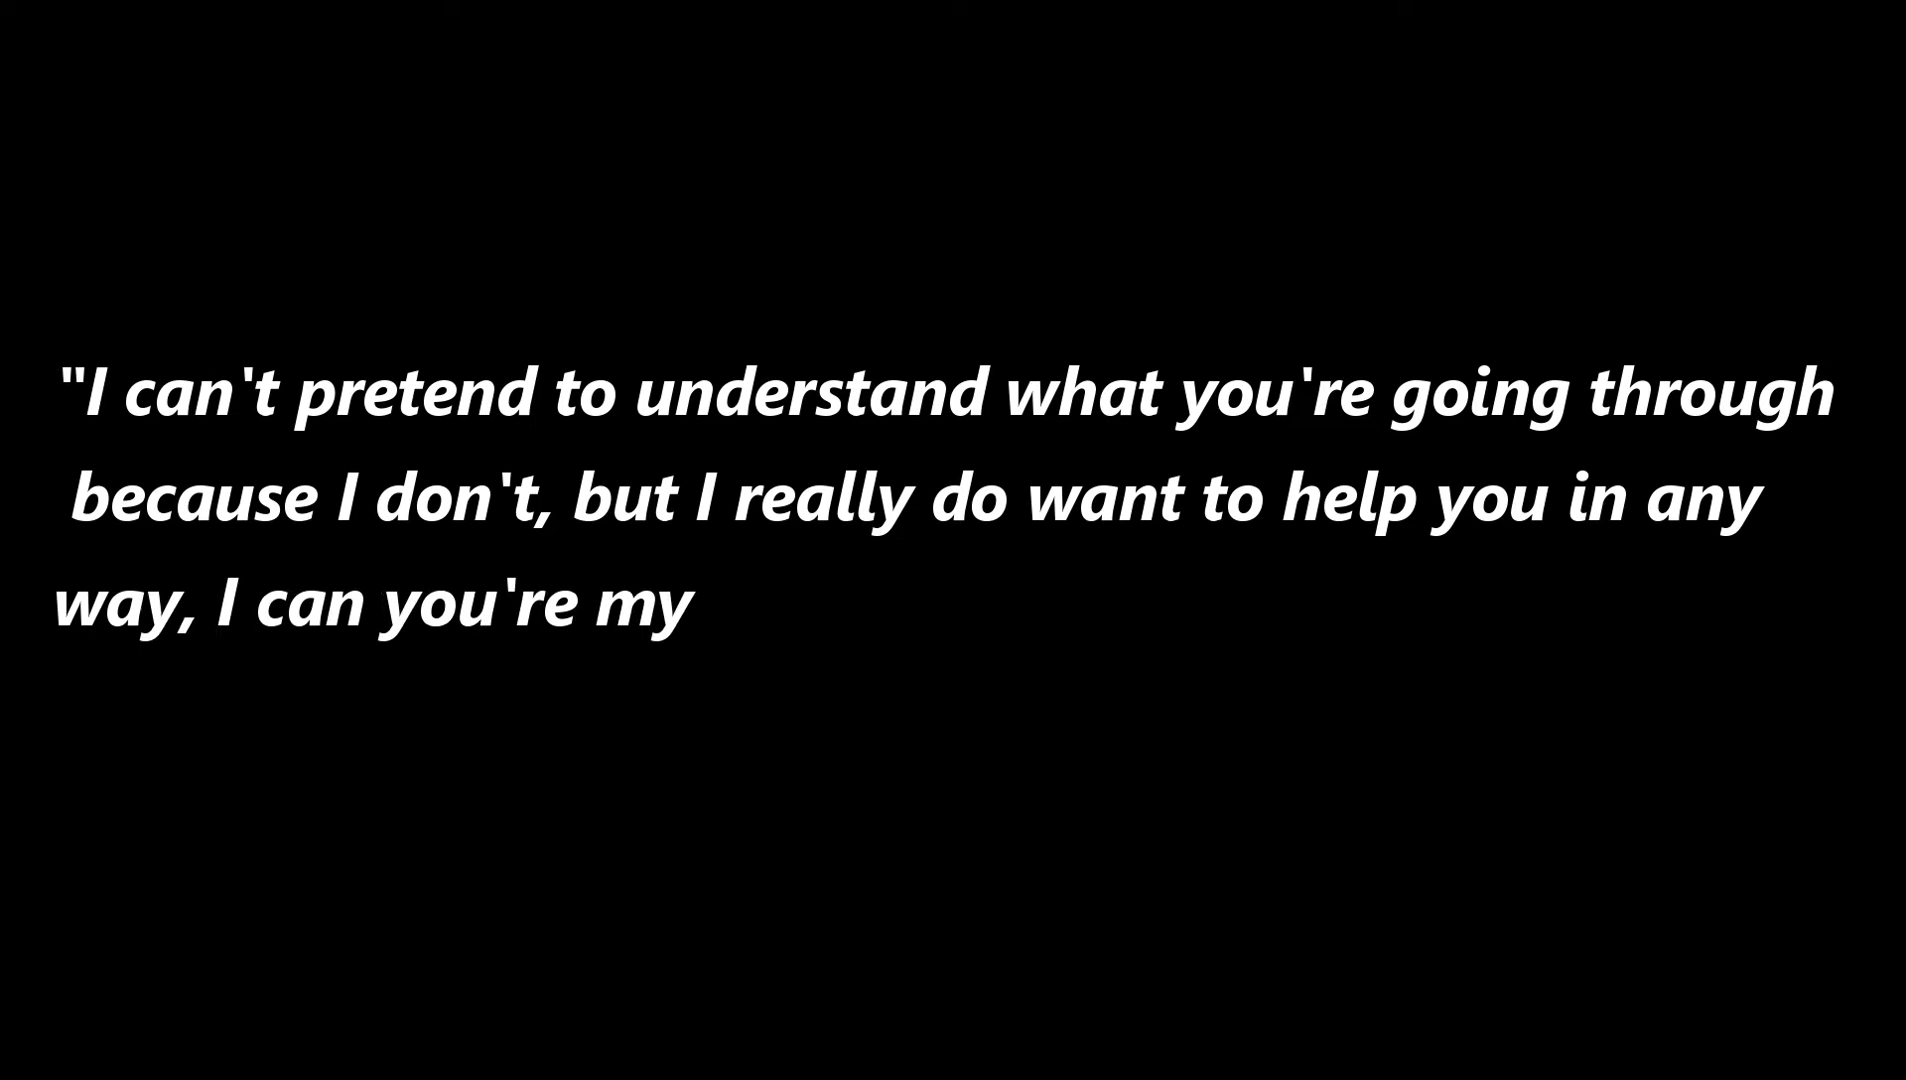 "I can't pretend to understand what you're going through
because I don't, but I really do want to help you in any
way, I can you're my